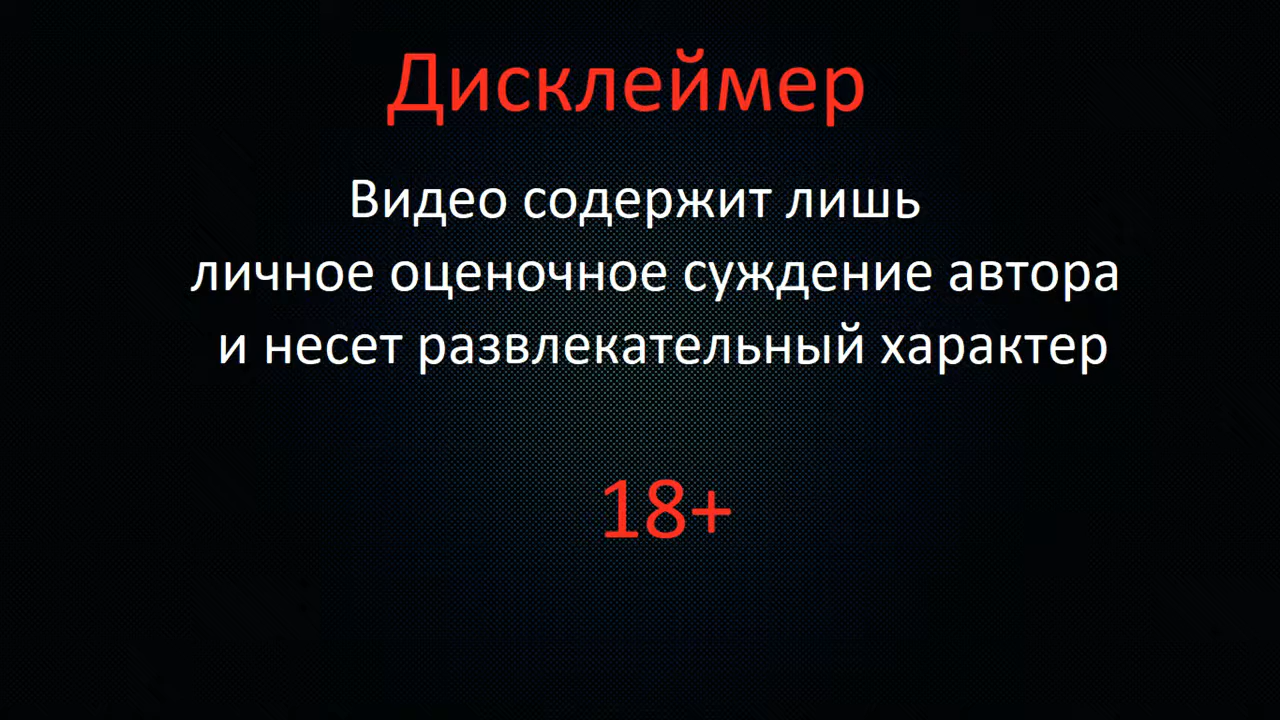 Дисклеймер
Видео содержит лишь
личное оценочное суждение автора
и несет развлекательный характер
18+